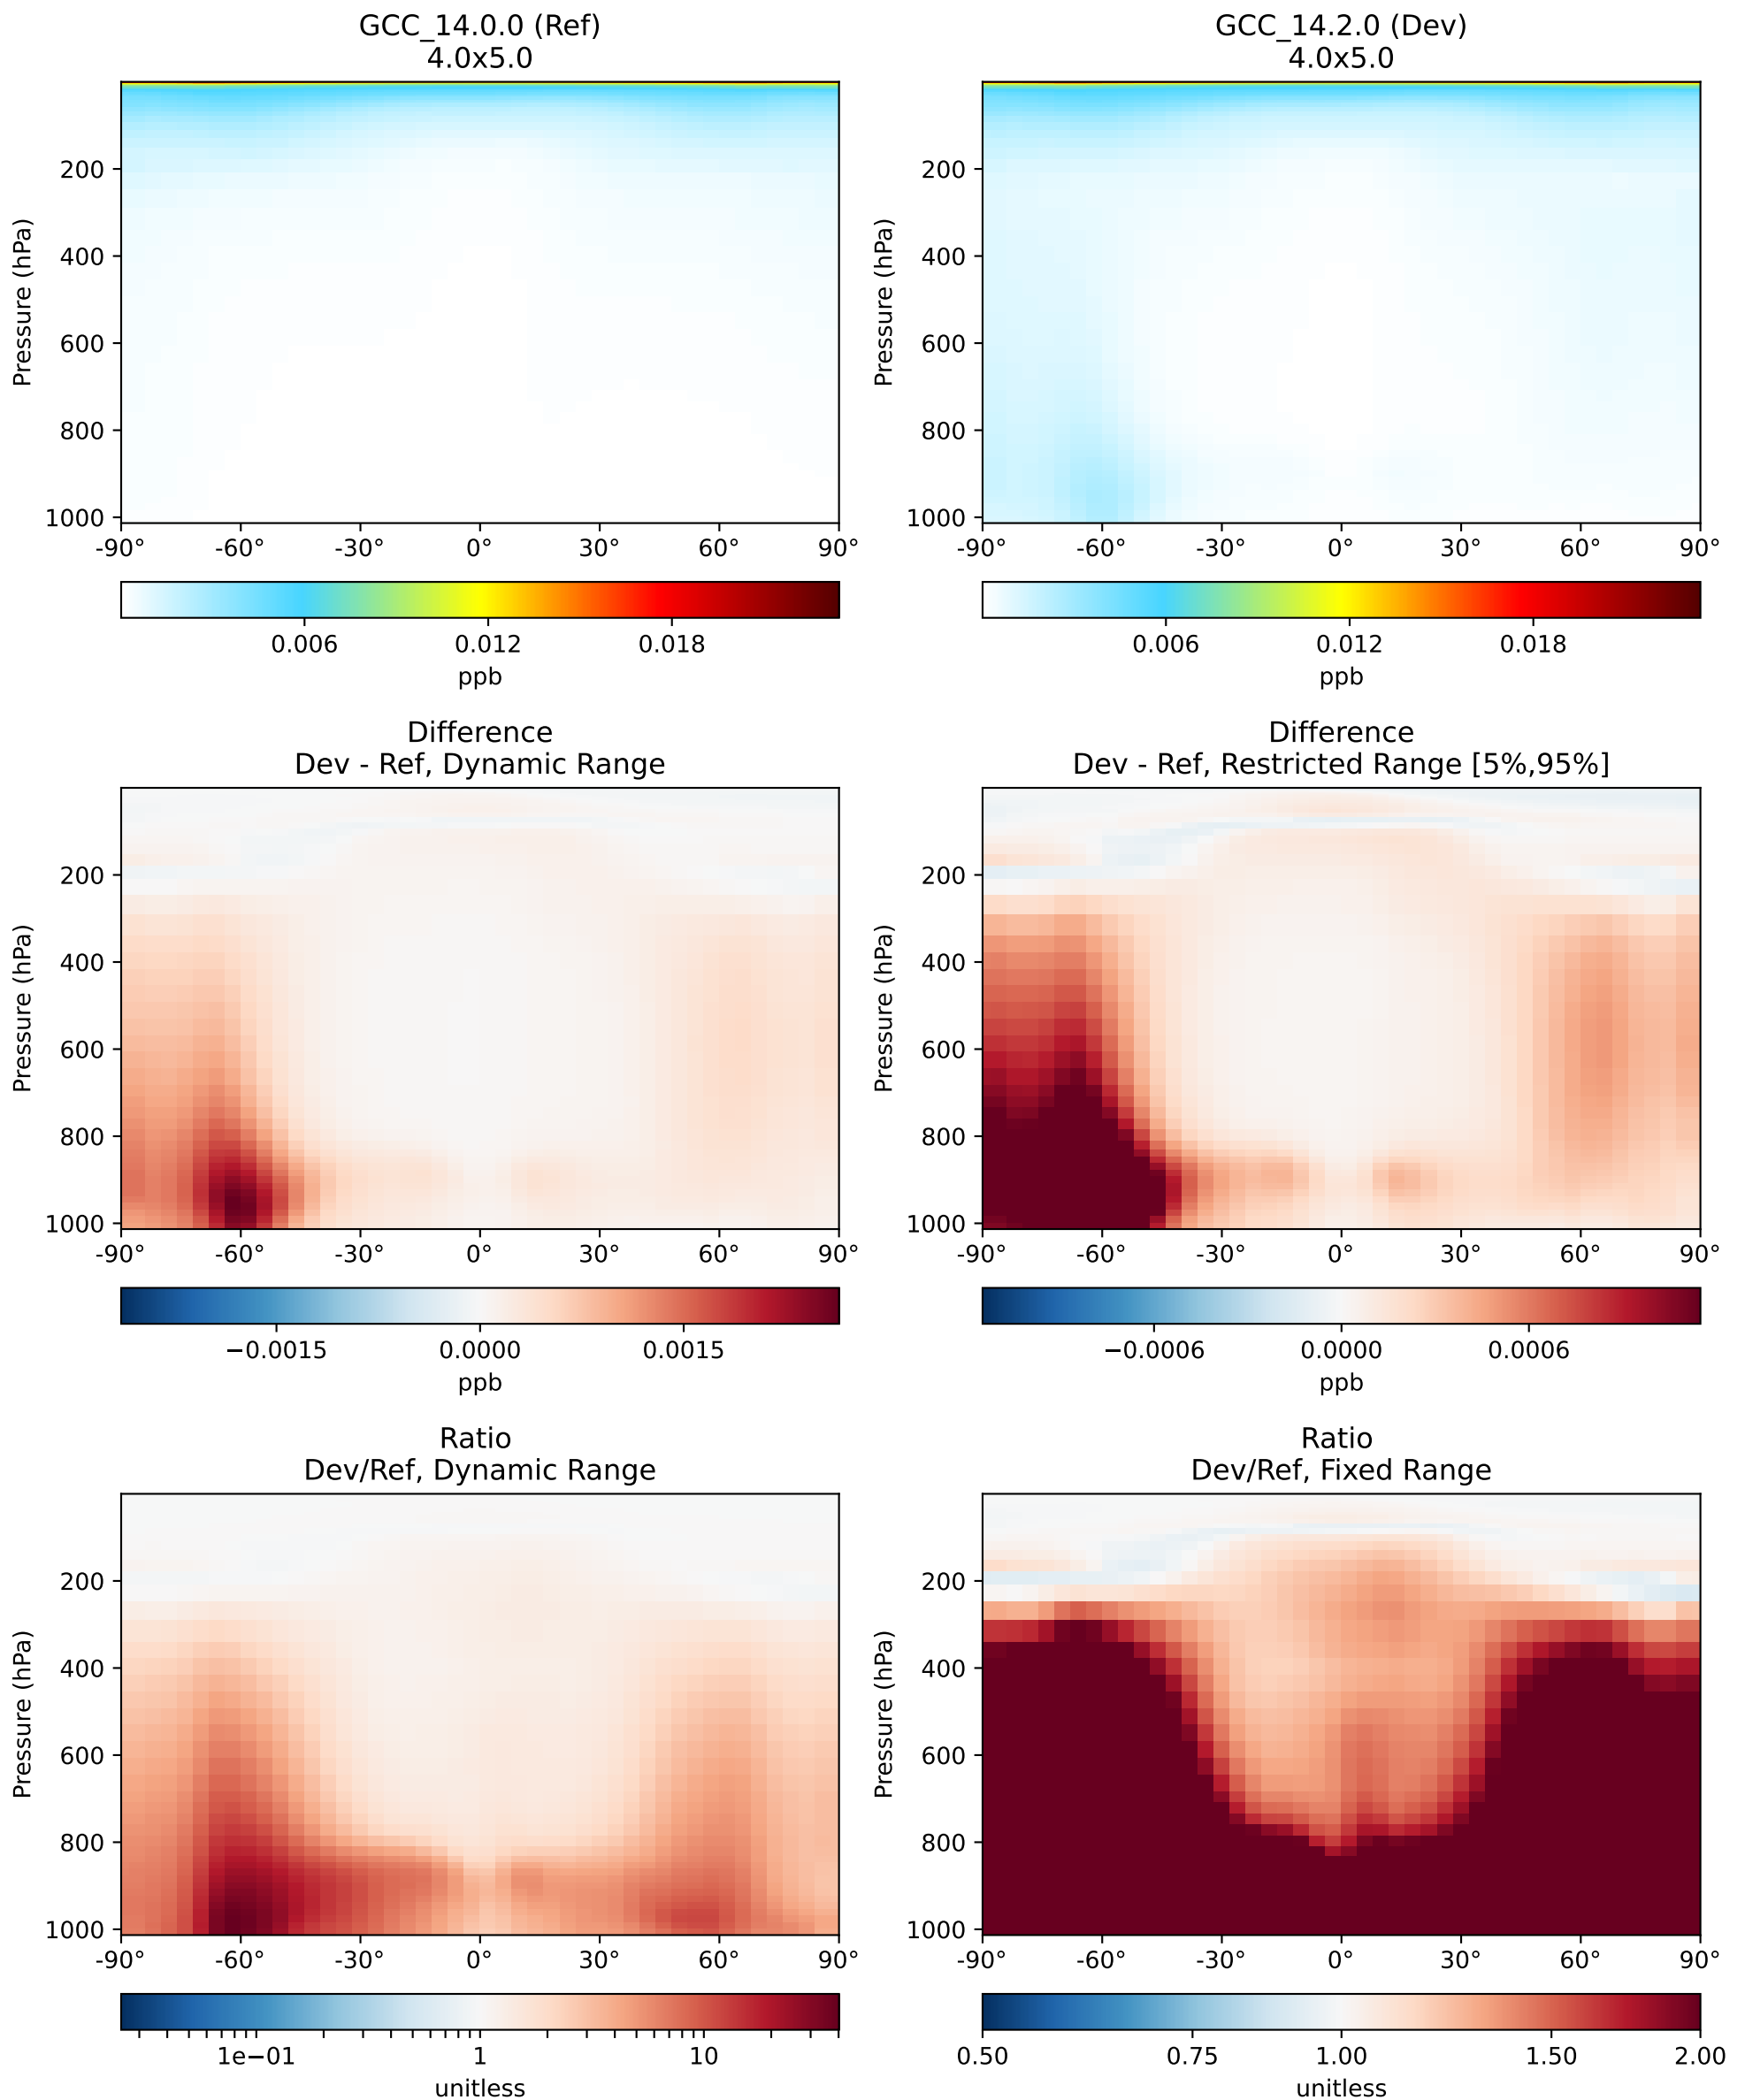 GCC_14.0.0 (Ref)
4.0x5.0
Pressure (hPa)
200
400
600
800
1000
-90° -60° -30° 0° 30° 60° 90°
0.006 0.012 0.018
ppb
GCC_14.2.0 (Dev)
4.0x5.0
Pressure (hPa)
200
400
600
800
1000
-90° -60° -30° 0° 30° 60° 90°
0.006 0.012 0.018
ppb
Difference
Dev - Ref, Dynamic Range
Pressure (hPa)
200
400
600
800
1000
-90° -60° -30° 0° 30° 60° 90°
−0.0015 0.0000 0.0015
ppb
Difference
Dev - Ref, Restricted Range [5%,95%]
Pressure (hPa)
200
400
600
800
1000
-90° -60° -30° 0° 30° 60° 90°
−0.0006 0.0000 0.0006
ppb
Ratio
Dev/Ref, Dynamic Range
Pressure (hPa)
200
400
600
800
1000
-90° -60° -30° 0° 30° 60° 90°
1e−01 1 10
unitless
Ratio
Dev/Ref, Fixed Range
Pressure (hPa)
200
400
600
800
1000
-90° -60° -30° 0° 30° 60° 90°
0.50 0.75 1.00 1.50 2.00
unitless